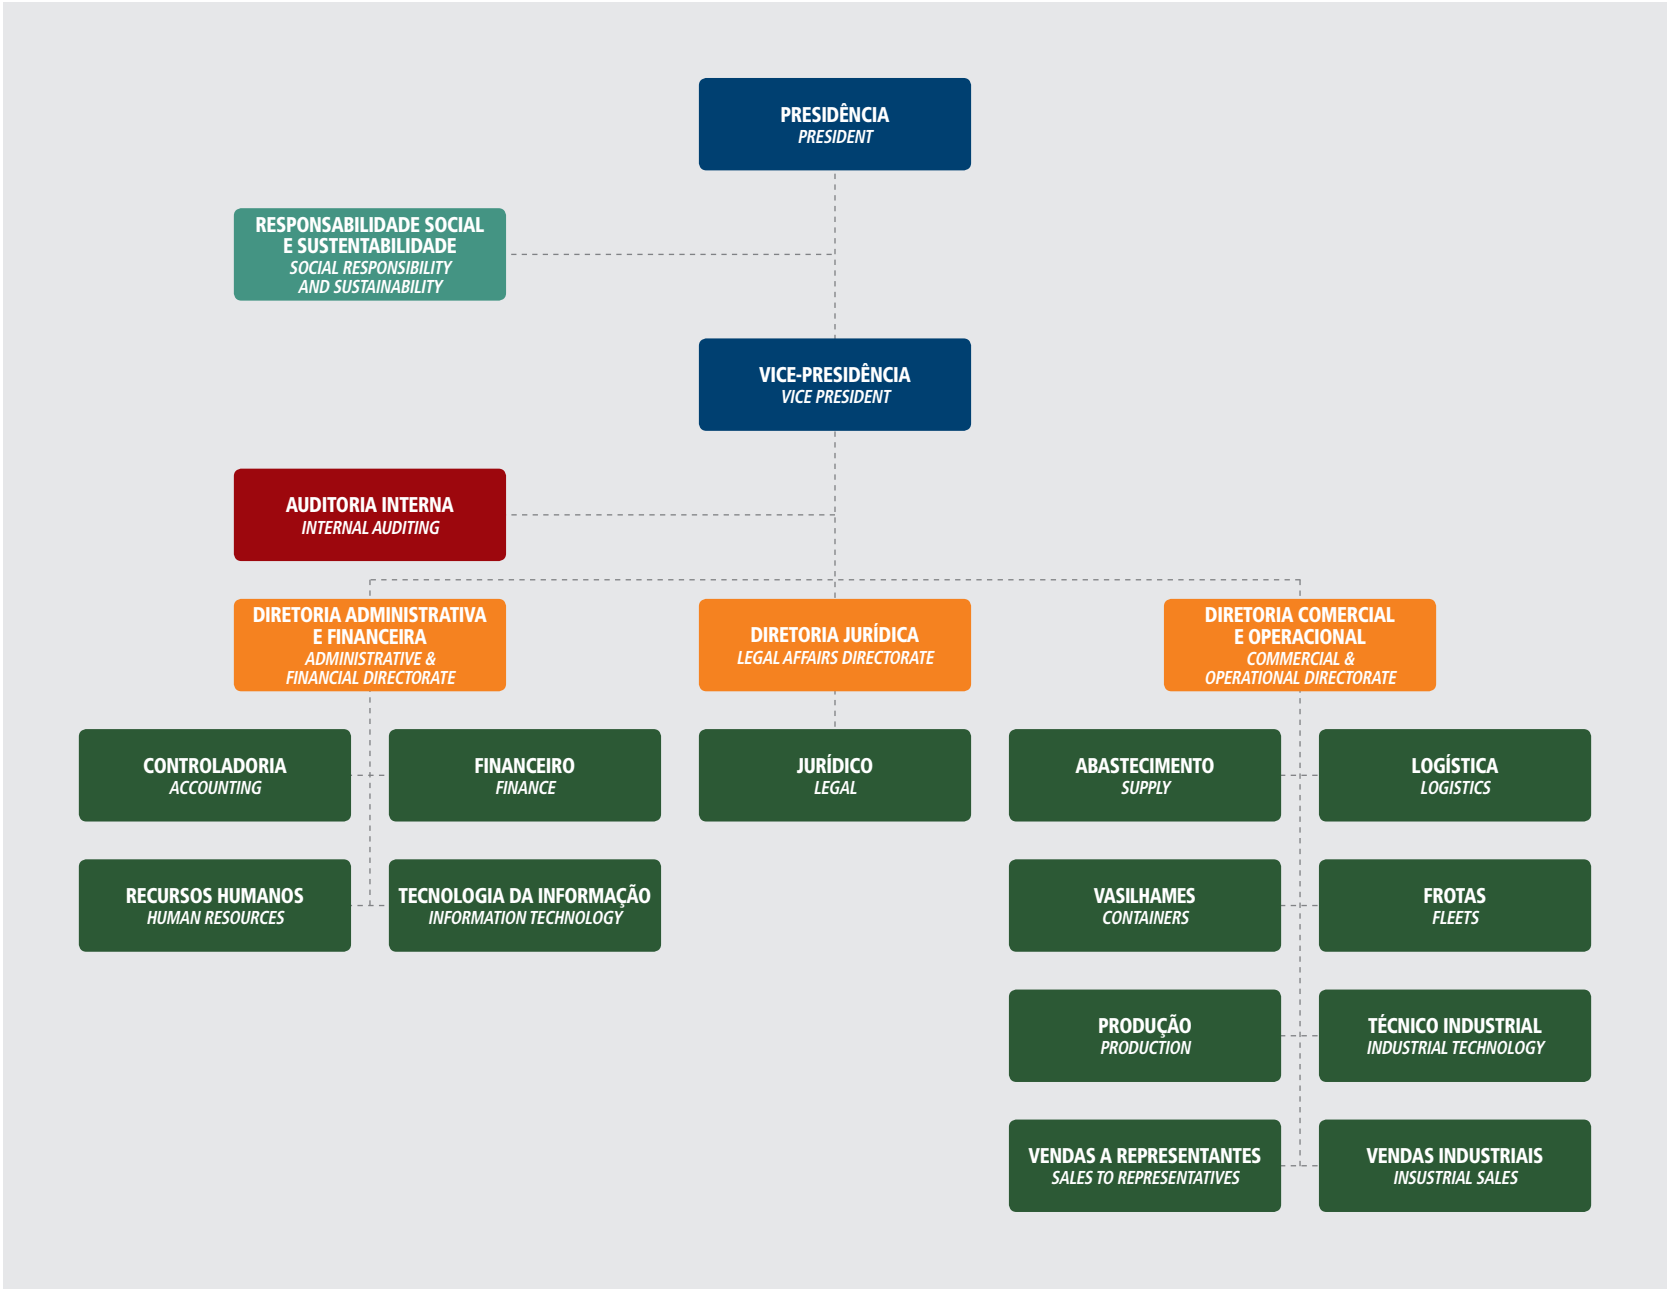 PRESIDÊNCIA
PRESIDENT
RESPONSABILIDADE SOCIAL
E SUSTENTABILIDADE
SOCIAL RESPONSIBILITY
AND SUSTAINABILITY
VICE-PRESIDÊNCIA
VICE PRESIDENT
AUDITORIA INTERNA
INTERNAL AUDITING
DIRETORIA ADMINISTRATIVA
E FINANCEIRA
ADMINISTRATIVE &
FINANCIAL DIRECTORATE
DIRETORIA JURÍDICA
LEGAL AFFAIRS DIRECTORATE
DIRETORIA COMERCIAL
E OPERACIONAL
COMMERCIAL &
OPERATIONAL DIRECTORATE
CONTROLADORIA
ACCOUNTING
FINANCEIRO
FINANCE
JURÍDICO
LEGAL
ABASTECIMENTO
SUPPLY
LOGÍSTICA
LOGISTICS
RECURSOS HUMANOS
HUMAN RESOURCES
TECNOLOGIA DA INFORMAÇÃO
INFORMATION TECHNOLOGY
VASILHAMES
CONTAINERS
FROTAS
FLEETS
PRODUÇÃO
PRODUCTION
TÉCNICO INDUSTRIAL
INDUSTRIAL TECHNOLOGY
VENDAS A REPRESENTANTES
SALES TO REPRESENTATIVES
VENDAS INDUSTRIAIS
INSUSTRIAL SALES